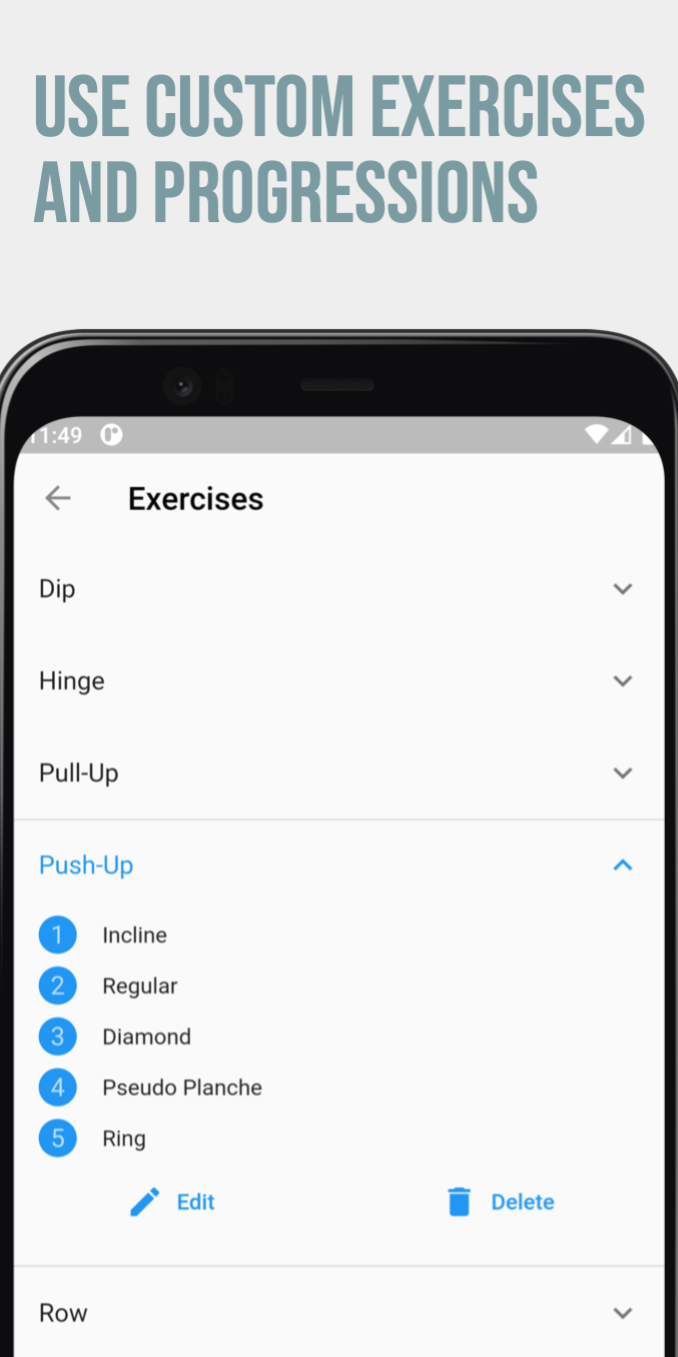 USE CUSTOM EXERCISES
AND PROGRESSIONS
11:49
Exercises
Dip
Hinge
Pull-Up
Push-Up
1 Incline
2 Regular
3 Diamond
4 Pseudo Planche
5 Ring
Edit Delete
Row